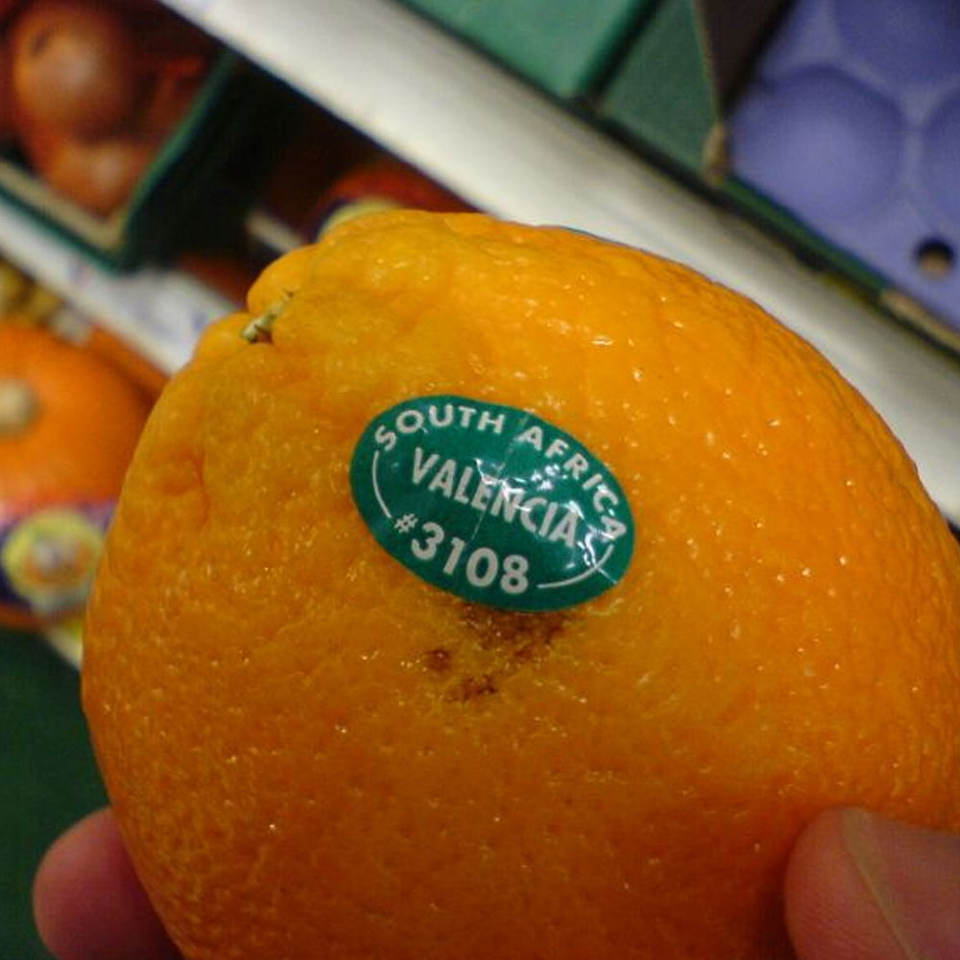 SOUTH AFRICA
VALENCIA
#3108